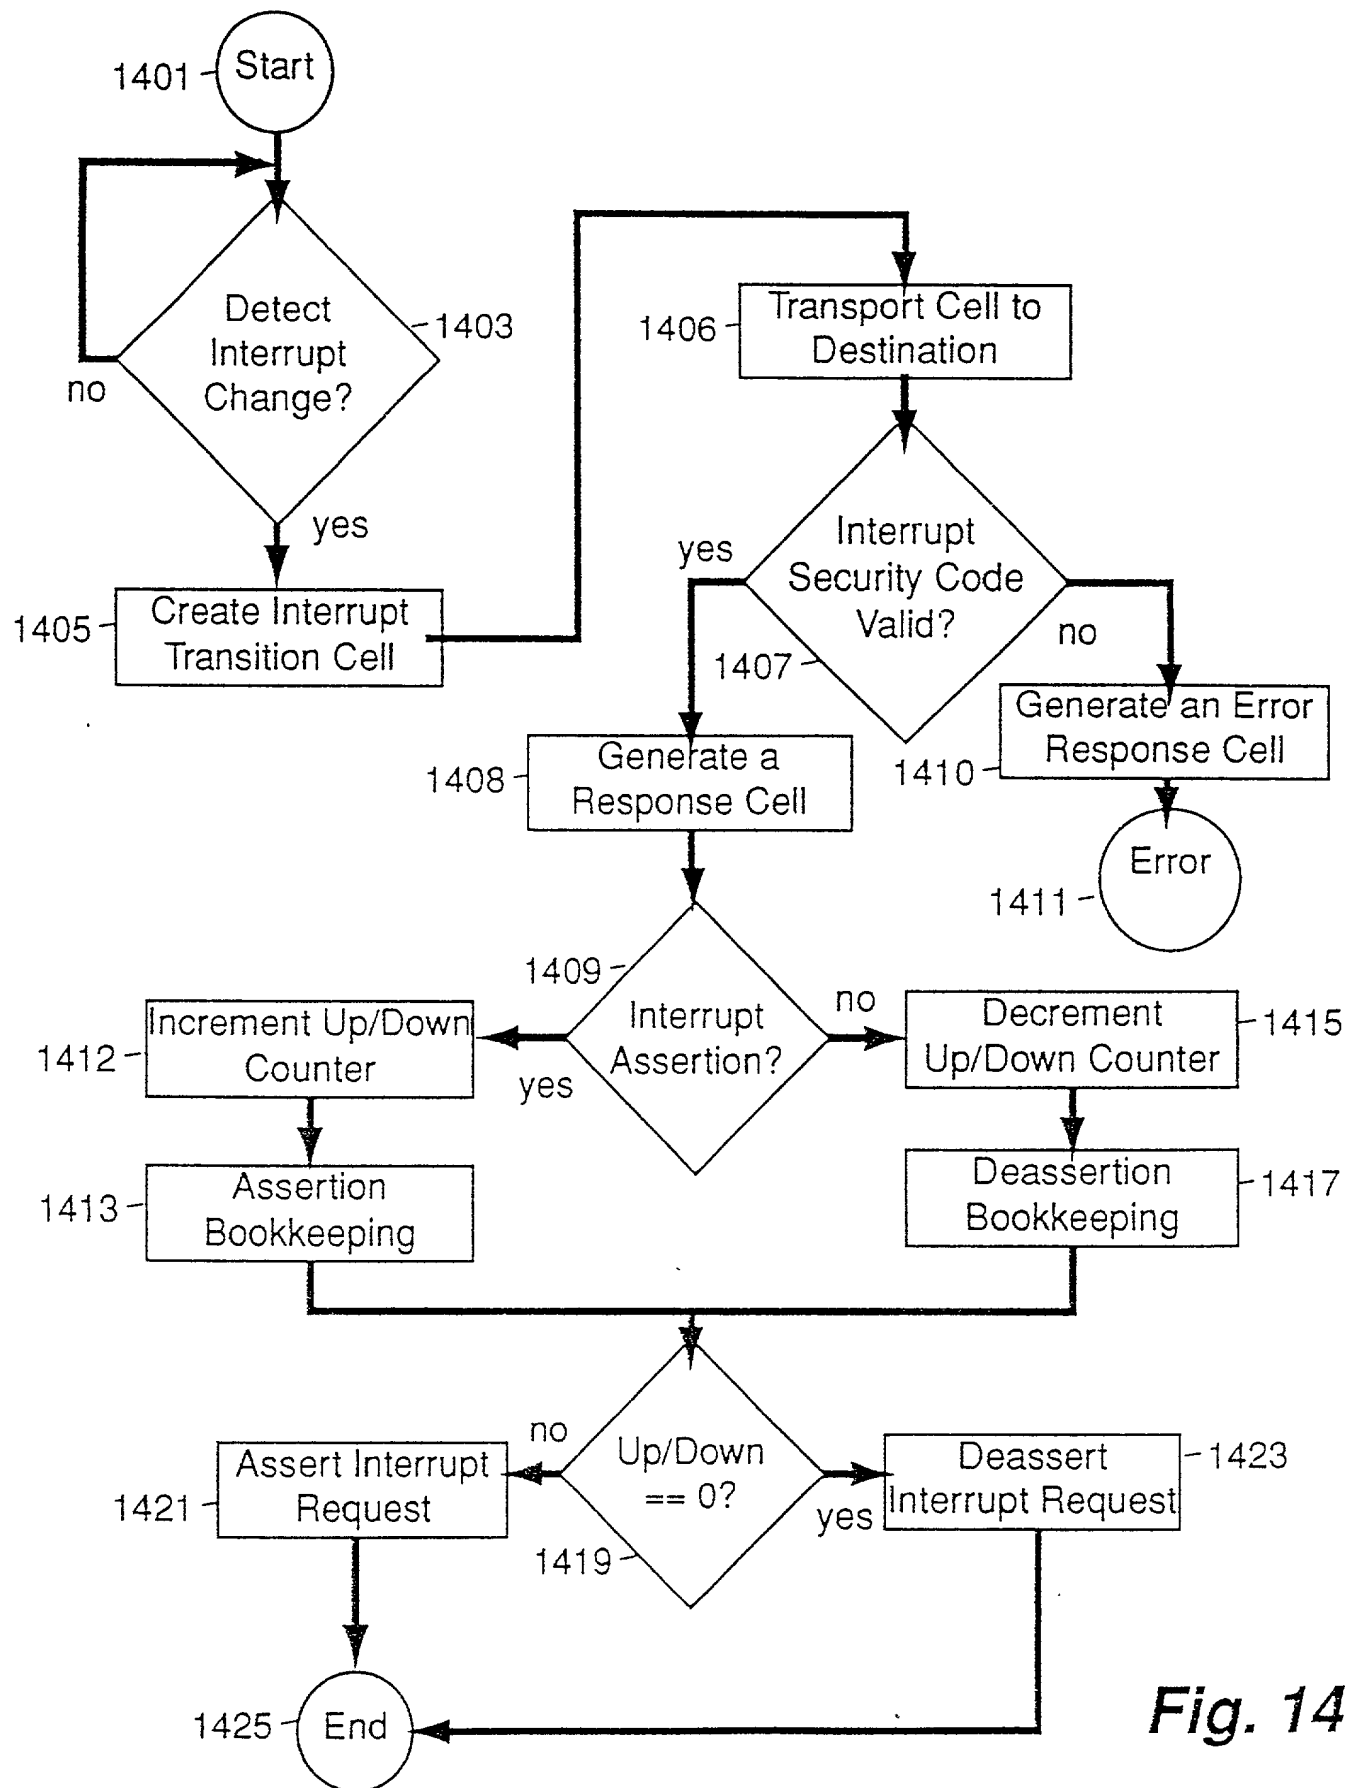 Start
1401
Detect
Interrupt
Change?
1403
no
yes
Create Interrupt
Transition Cell
1405
Transport Cell to
Destination
1406
Interrupt
Security Code
Valid?
yes
no
1407
Generate an Error
Response Cell
1410
Error
1411
Generate a
Response Cell
1408
1409
Interrupt
Assertion?
yes
no
Increment Up/Down
Counter
1412
Decrement
Up/Down Counter
1415
Assertion
Bookkeeping
1413
Deassertion
Bookkeeping
1417
Up/Down
== 0?
no
yes
1419
Assert Interrupt
Request
1421
Deassert
Interrupt Request
1423
End
1425
Fig. 14